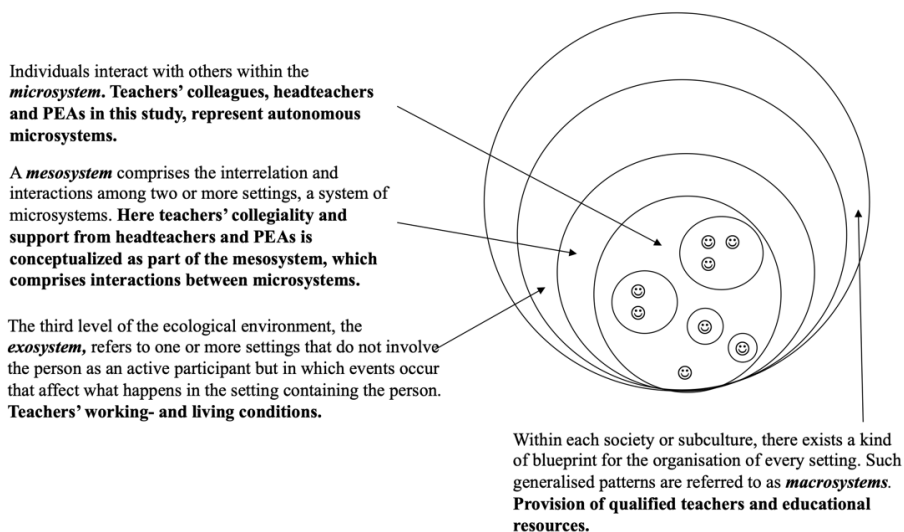 Individuals interact with others within the
microsystem. Teachers' colleagues, headteachers
and PEAs in this study, represent autonomous
microsystems.
A mesosystem comprises the interrelation and
interactions among two or more settings, a system of
microsystems. Here teachers' collegiality and
support from headteachers and PEAs is
conceptualized as part of the mesosystem, which
comprises interactions between microsystems.
The third level of the ecological environment, the
exosystem, refers to one or more settings that do not involve
the person as an active participant but in which events occur
that affect what happens in the setting containing the person.
Teachers' working- and living conditions.
Within each society or subculture, there exists a kind
of blueprint for the organisation of every setting. Such
generalised patterns are referred to as macrosystems.
Provision of qualified teachers and educational
resources.